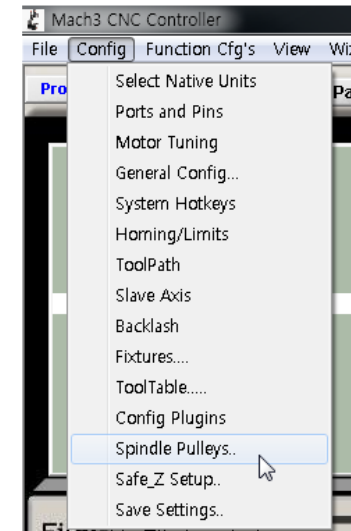 Mach3 CNC Controller
File Config Function Cfg's View
Select Native Units
Ports and Pins
Motor Tuning
General Config...
System Hotkeys
Homing/Limits
ToolPath
Slave Axis
Backlash
Fixtures....
ToolTable.....
Config Plugins
Spindle Pulleys..
Safe_Z Setup..
Save Settings..